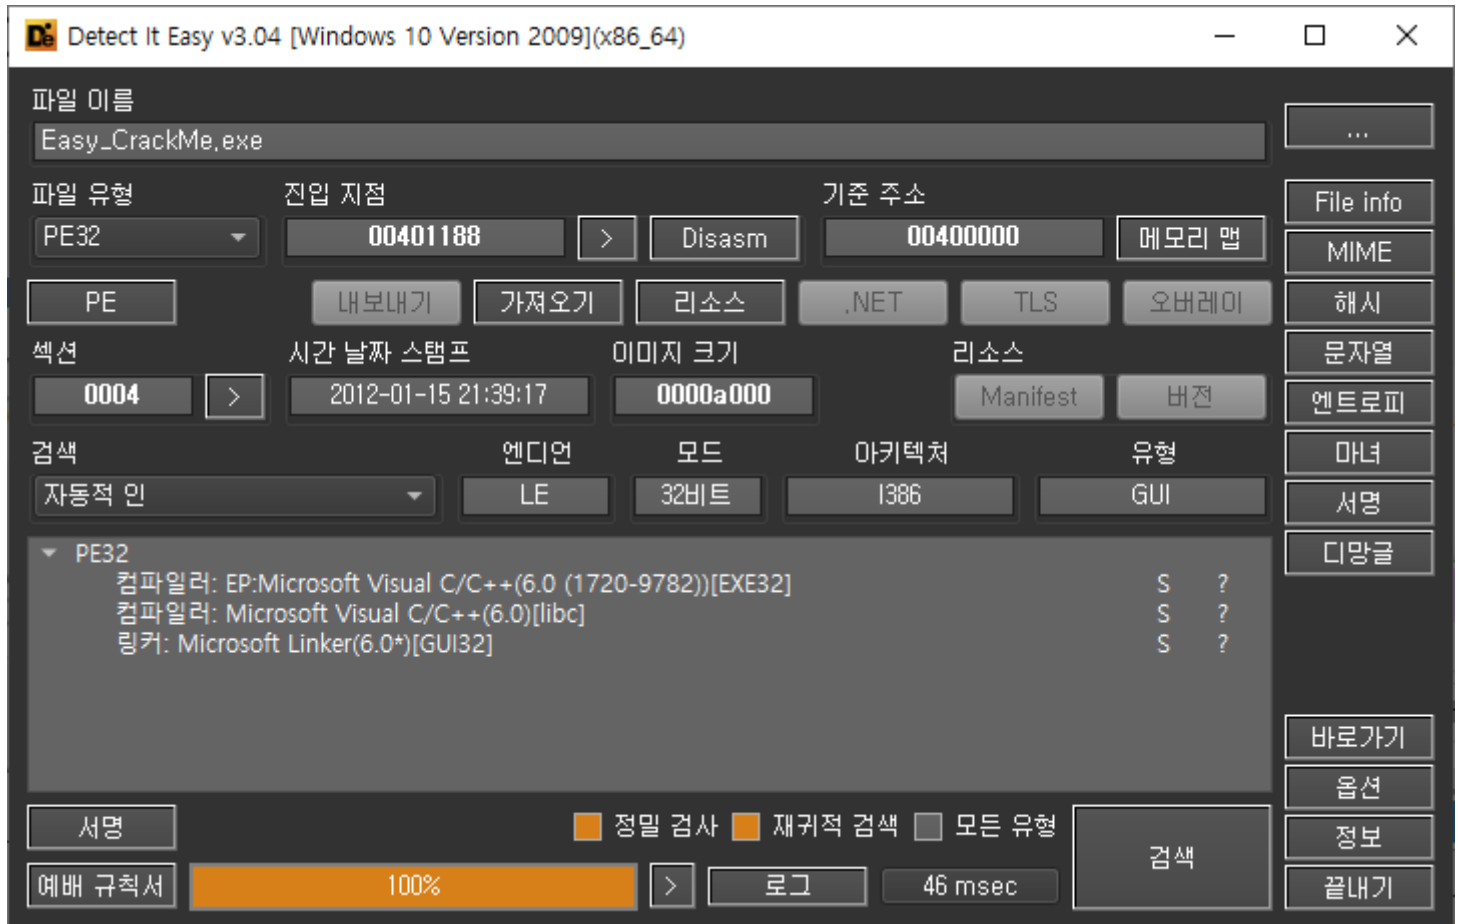 De Detect It Easy v3.04 [Windows 10 Version 2009](x86_64)
파일 이름
Easy_CrackMe.exe
...
파일 유형 진입 지점 기준 주소
File info
PE32 00401188 > Disasm 00400000 메모리 맵
MIME
PE 내보내기 가져오기 리소스 .NET TLS 오버레이
해시
섹션 시간 날짜 스탬프 이미지 크기 리소스
문자열
0004 > 2012-01-15 21:39:17 0000a000 Manifest 버전
엔트로피
검색 엔디언 모드 아키텍처 유형
마녀
자동적 인 LE 32비트 I386 GUI
서명
PE32
디망글
컴파일러: EP:Microsoft Visual C/C++(6.0 (1720-9782))[EXE32] S ?
컴파일러: Microsoft Visual C/C++(6.0)[libc] S ?
링커: Microsoft Linker(6.0*)[GUI32] S ?
바로가기
옵션
서명 정밀 검사 재귀적 검색 모든 유형
검색
정보
예배 규칙서 100% > 로그 46 msec
끝내기